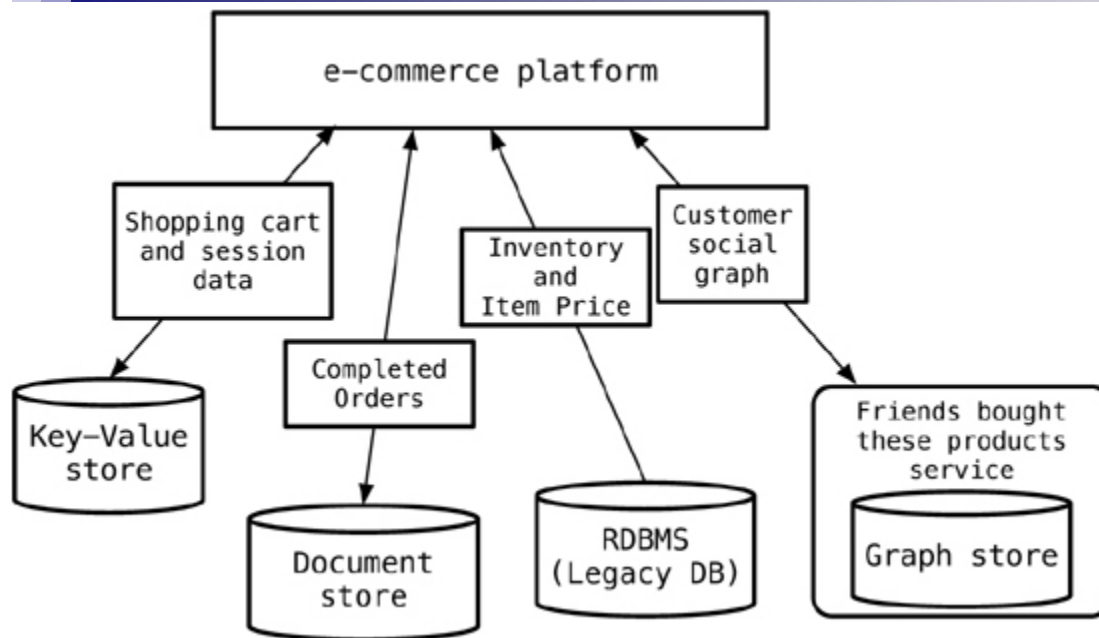 e-commerce platform
Shopping cart
and session
data
Customer
social
graph
Inventory
and
Item Price
Completed
Orders
Key-Value
store
Friends bought
these products
service
Document
store
RDBMS
(Legacy DB)
Graph store